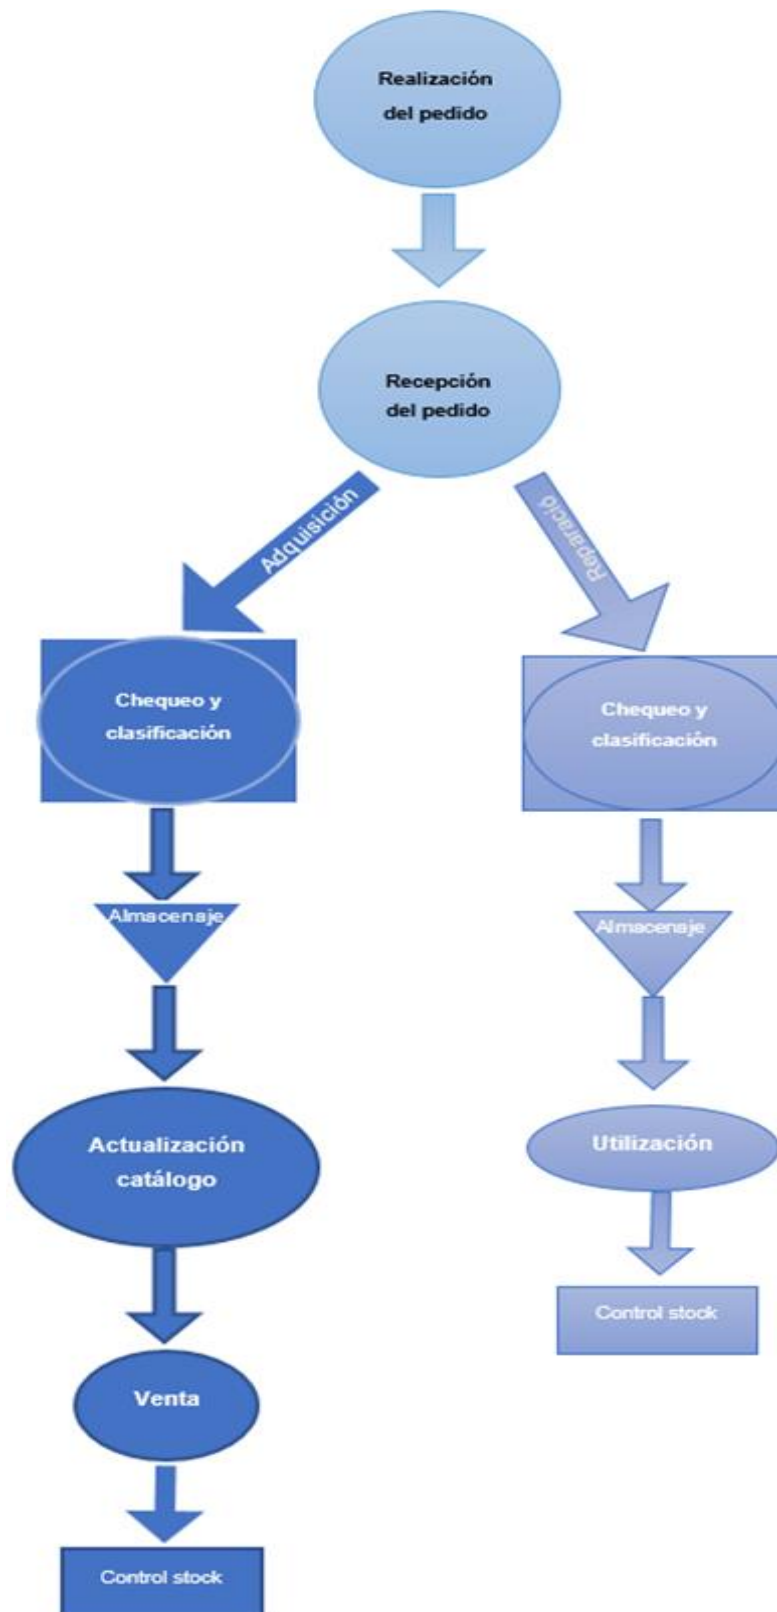 Realización
del pedido
Recepción
del pedido
Adquisición
Reparació
Chequeo y
clasificación
Chequeo y
clasificación
Almacenaje
Almacenaje
Actualización
catálogo
Utilización
Control stock
Venta
Control stock